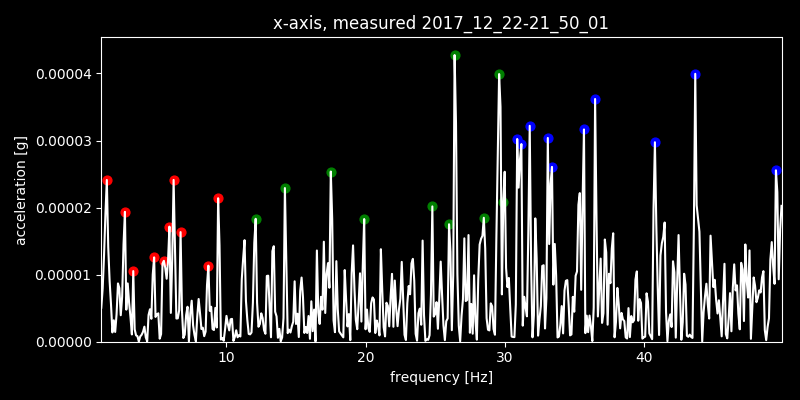 x-axis, measured 2017_12_22-21_50_01
acceleration [g]
0.00004
0.00003
0.00002
0.00001
0.00000
10 20 30 40
frequency [Hz]